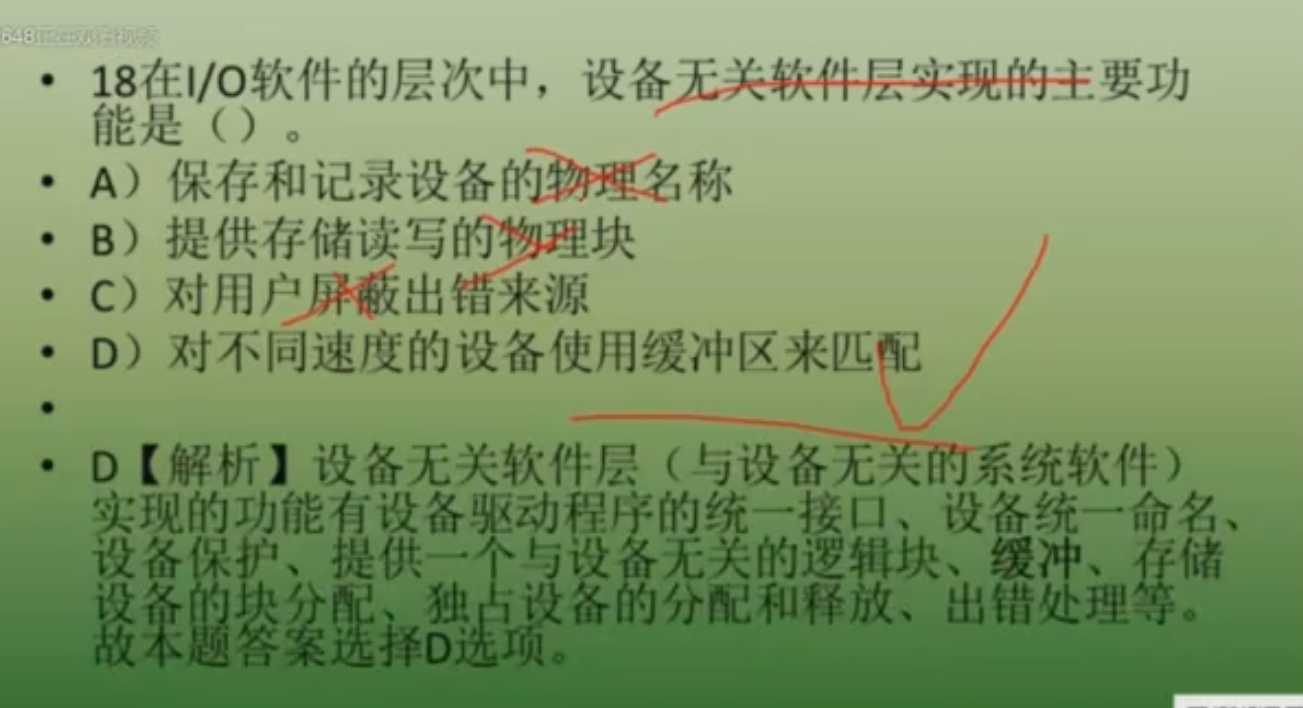 • 18在I/O软件的层次中，设备无关软件层实现的主要功
能是（）。
• A）保存和记录设备的物理名称
• B）提供存储读写的物理块
• C）对用户屏蔽出错来源
• D）对不同速度的设备使用缓冲区来匹配
•
• D【解析】设备无关软件层（与设备无关的系统软件）
实现的功能有设备驱动程序的统一接口、设备统一命名、
设备保护、提供一个与设备无关的逻辑块、缓冲、存储
设备的块分配、独占设备的分配和释放、出错处理等。
故本题答案选择D选项。